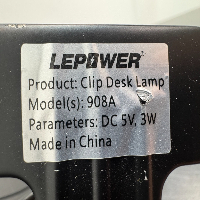 LEPOWER
Product: Clip Desk Lamp
Model(s): 908A
Parameters: DC 5V, 3W
Made in China